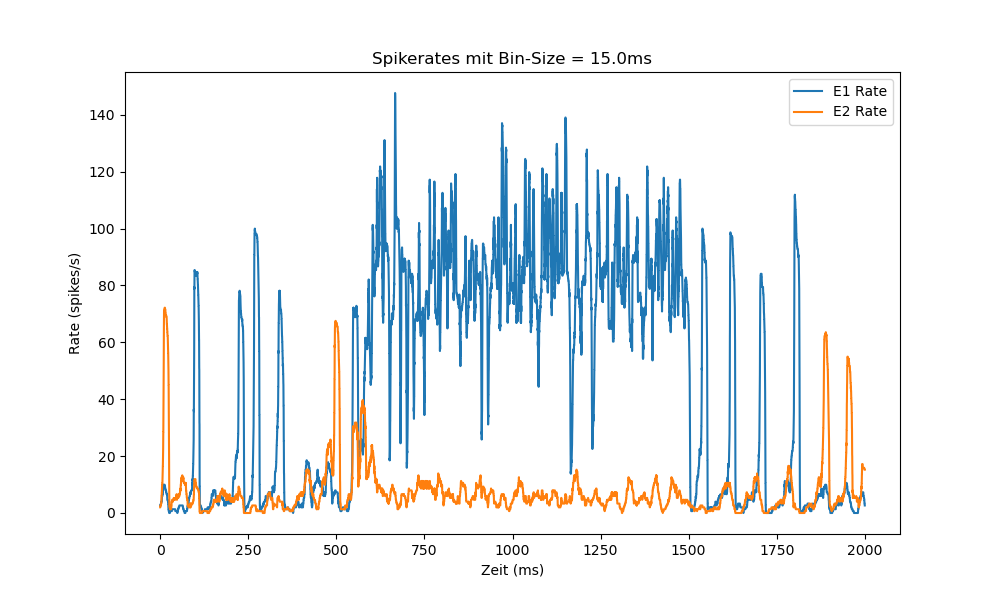 Spikerates mit Bin-Size = 15.0ms
E1 Rate
E2 Rate
140
120
100
80
60
40
20
0
Rate (spikes/s)
0 250 500 750 1000 1250 1500 1750 2000
Zeit (ms)